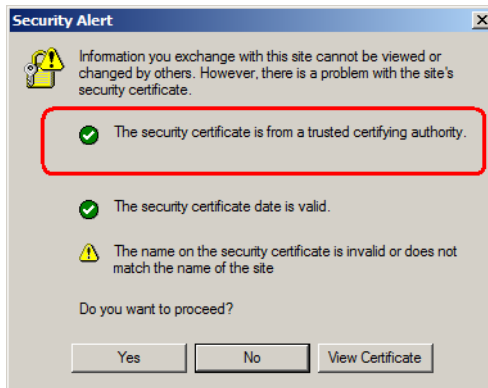 Security Alert
Information you exchange with this site cannot be viewed or
changed by others. However, there is a problem with the site's
security certificate.
The security certificate is from a trusted certifying authority.
The security certificate date is valid.
The name on the security certificate is invalid or does not
match the name of the site
Do you want to proceed?
Yes
No
View Certificate